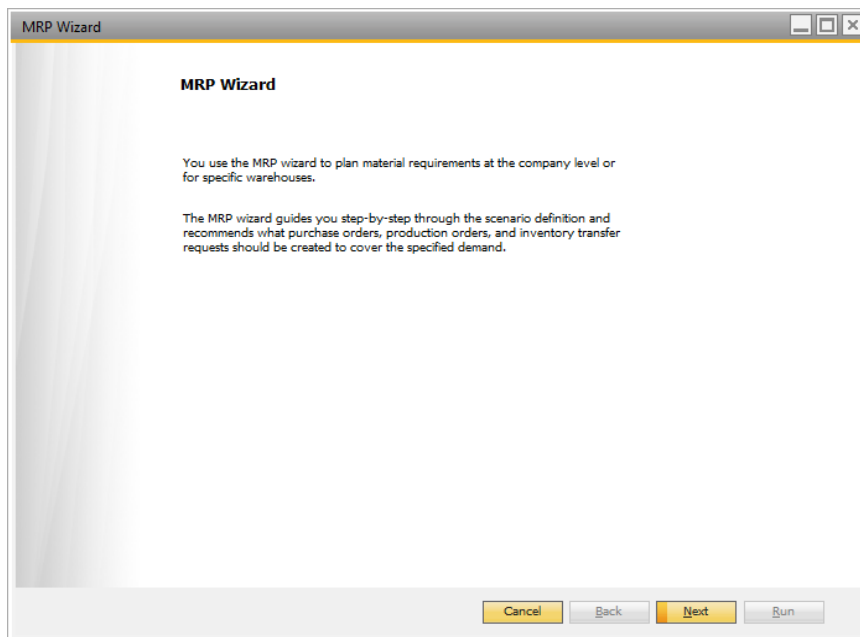 MRP Wizard
MRP Wizard
You use the MRP wizard to plan material requirements at the company level or
for specific warehouses.
The MRP wizard guides you step-by-step through the scenario definition and
recommends what purchase orders, production orders, and inventory transfer
requests should be created to cover the specified demand.
Cancel Back Next Run